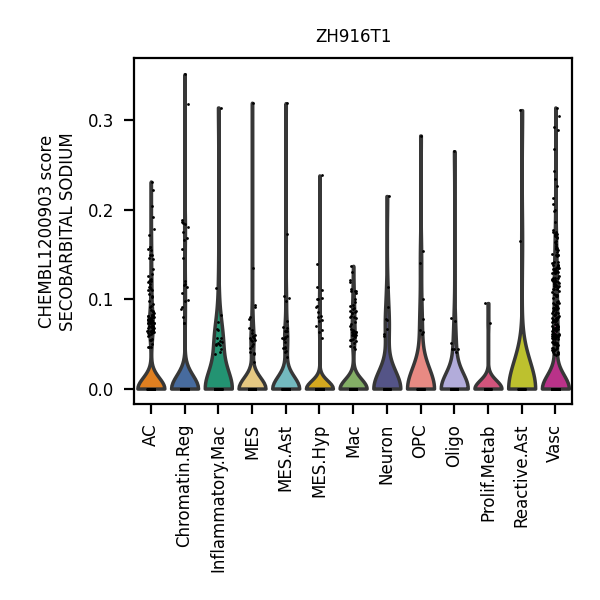 ZH916T1
CHEMBL1200903 score
SECOBARBITAL SODIUM
0.3
0.2
0.1
0.0
AC
Chromatin.Reg
Inflammatory.Mac
MES
MES.Ast
MES.Hyp
Mac
Neuron
OPC
Oligo
Prolif.Metab
Reactive.Ast
Vasc